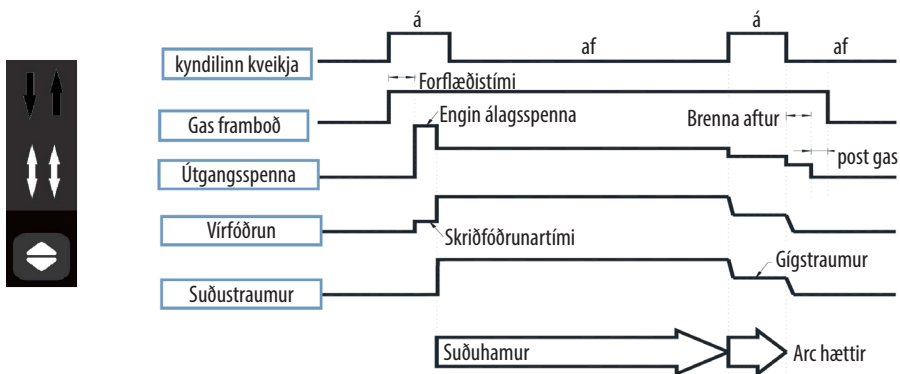 á
á
kyndilinn kveikja
af
af
Forflæðistími
Gas framboð
Engin álagsspenna
Brenna aftur
post gas
Útgangsspenna
Vírfóðrun
Skriðfóðrunartími
Gígstraumur
Suðustraumur
Suðuhamur
Arc hættir